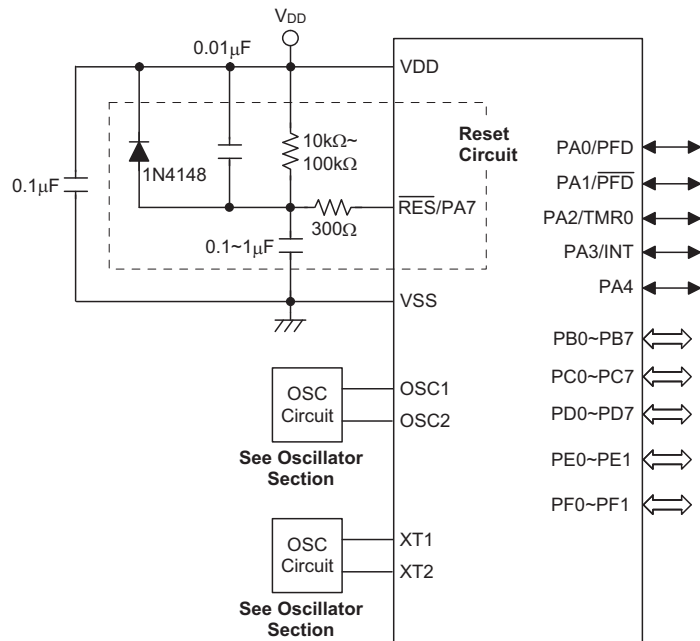 VDD
0.01μF
VDD
10kΩ~
100kΩ
Reset
Circuit
1N4148
0.1μF
RES/PA7
300Ω
0.1~1μF
VSS
OSC
Circuit
OSC1
OSC2
See Oscillator
Section
OSC
Circuit
XT1
XT2
See Oscillator
Section
PA0/PFD
PA1/PFD
PA2/TMR0
PA3/INT
PA4
PB0~PB7
PC0~PC7
PD0~PD7
PE0~PE1
PF0~PF1